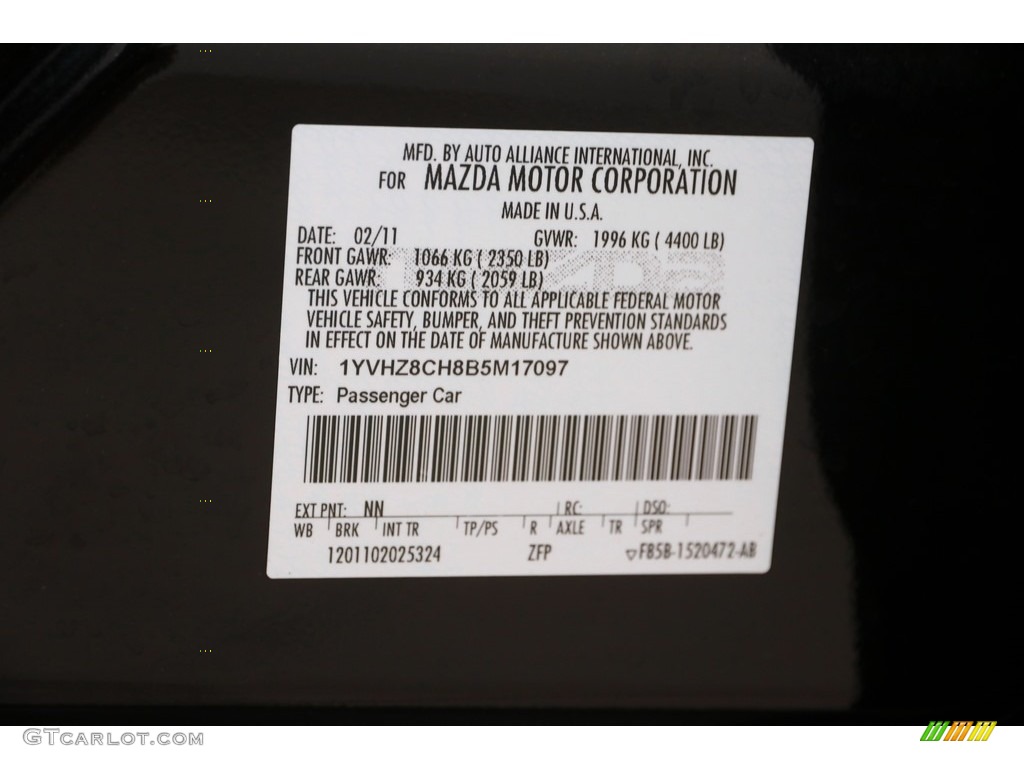 MFD. BY AUTO ALLIANCE INTERNATIONAL, INC.
FOR MAZDA MOTOR CORPORATION
MADE IN U.S.A.
DATE: 02/11 GVWR: 1996 KG ( 4400 LB)
FRONT GAWR: 1066 KG ( 2350 LB)
REAR GAWR: 934 KG ( 2059 LB)
THIS VEHICLE CONFORMS TO ALL APPLICABLE FEDERAL MOTOR
VEHICLE SAFETY, BUMPER, AND THEFT PREVENTION STANDARDS
IN EFFECT ON THE DATE OF MANUFACTURE SHOWN ABOVE.
VIN: 1YVHZ8CH8B5M17097
TYPE: Passenger Car
EXT PNT: NN RC: DSO:
WB BRK INT TR TP/PS R AXLE TR SPR
1201102025324 ZFP ▽FB5B-1520472-AB
GTCARLOT.COM